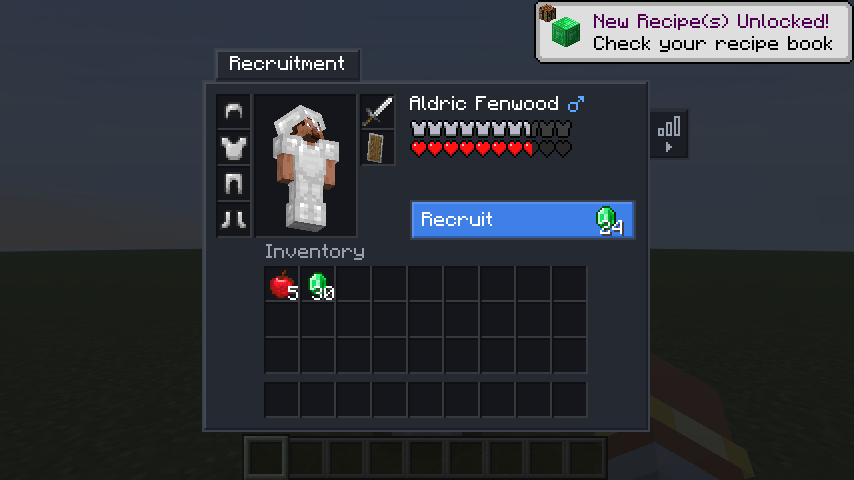 New Recipe(s) Unlocked!
Check your recipe book
Recruitment
Aldric Fenwood ♂
Recruit
24
Inventory
5
30